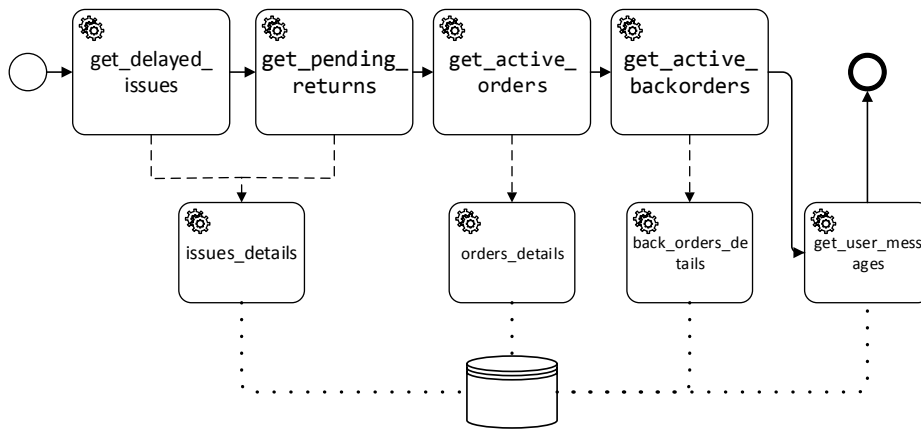 get_delayed_
issues
get_pending_
returns
get_active_
orders
get_active_
backorders
issues_details
orders_details
back_orders_de
tails
get_user_mess
ages